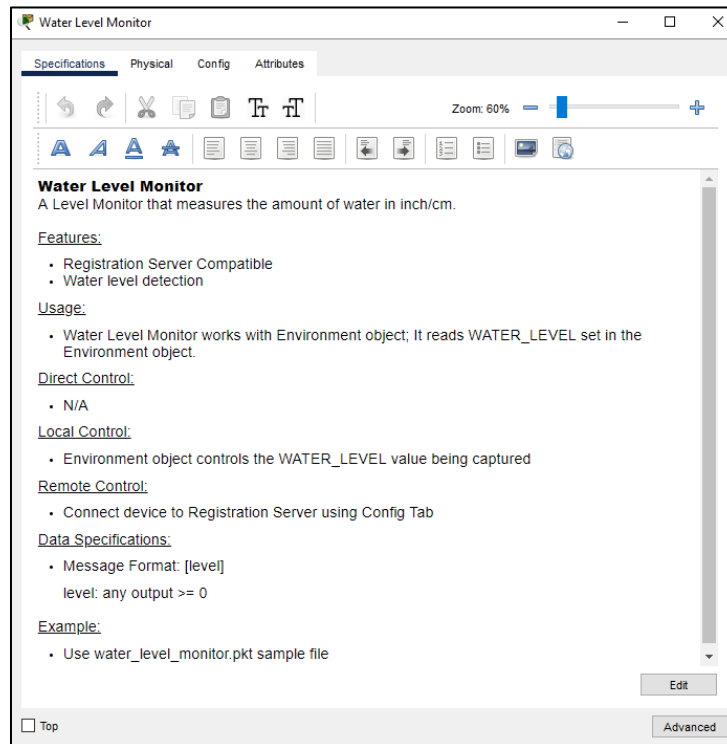 Water Level Monitor
Specifications Physical Config Attributes
Zoom: 60%
Water Level Monitor
A Level Monitor that measures the amount of water in inch/cm.
Features:
• Registration Server Compatible
• Water level detection
Usage:
• Water Level Monitor works with Environment object; It reads WATER_LEVEL set in the
Environment object.
Direct Control:
• N/A
Local Control:
• Environment object controls the WATER_LEVEL value being captured
Remote Control:
• Connect device to Registration Server using Config Tab
Data Specifications:
• Message Format: [level]
level: any output >= 0
Example:
• Use water_level_monitor.pkt sample file
Edit
Top
Advanced